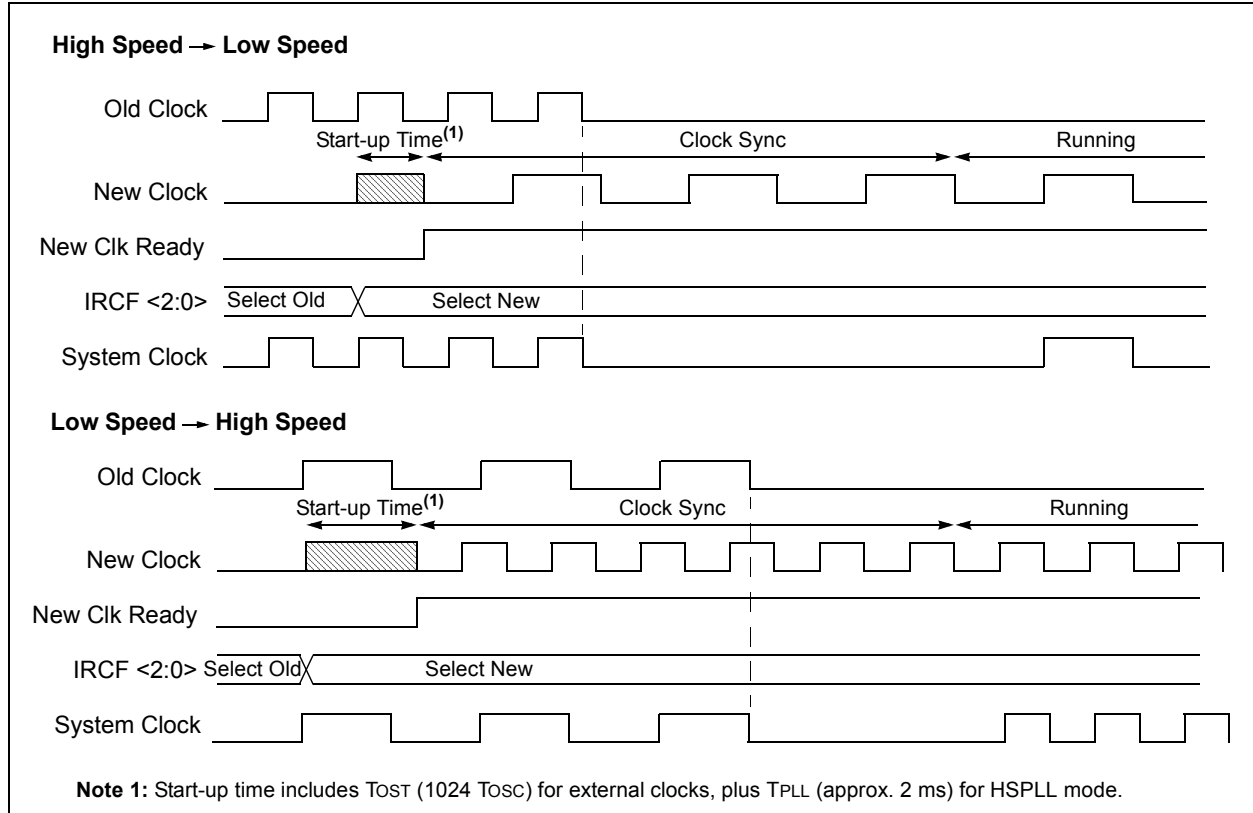 High Speed → Low Speed
Old Clock
Start-up Time(1)
Clock Sync
Running
New Clock
New Clk Ready
IRCF <2:0>
Select Old
Select New
System Clock
Low Speed → High Speed
Old Clock
Start-up Time(1)
Clock Sync
Running
New Clock
New Clk Ready
IRCF <2:0>
Select Old
Select New
System Clock
Note 1: Start-up time includes TOST (1024 TOSC) for external clocks, plus TPLL (approx. 2 ms) for HSPLL mode.